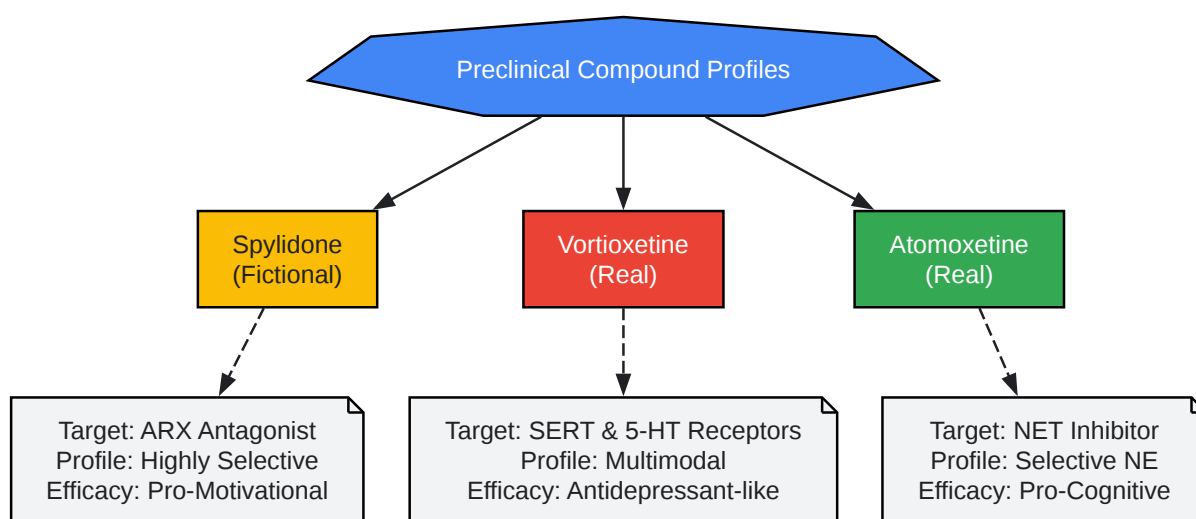 Preclinical Compound Profiles
Spylidone
(Fictional)
Vortioxetine
(Real)
Atomoxetine
(Real)
Target: ARX Antagonist
Profile: Highly Selective
Efficacy: Pro-Motivational
Target: SERT & 5-HT Receptors
Profile: Multimodal
Efficacy: Antidepressant-like
Target: NET Inhibitor
Profile: Selective NE
Efficacy: Pro-Cognitive